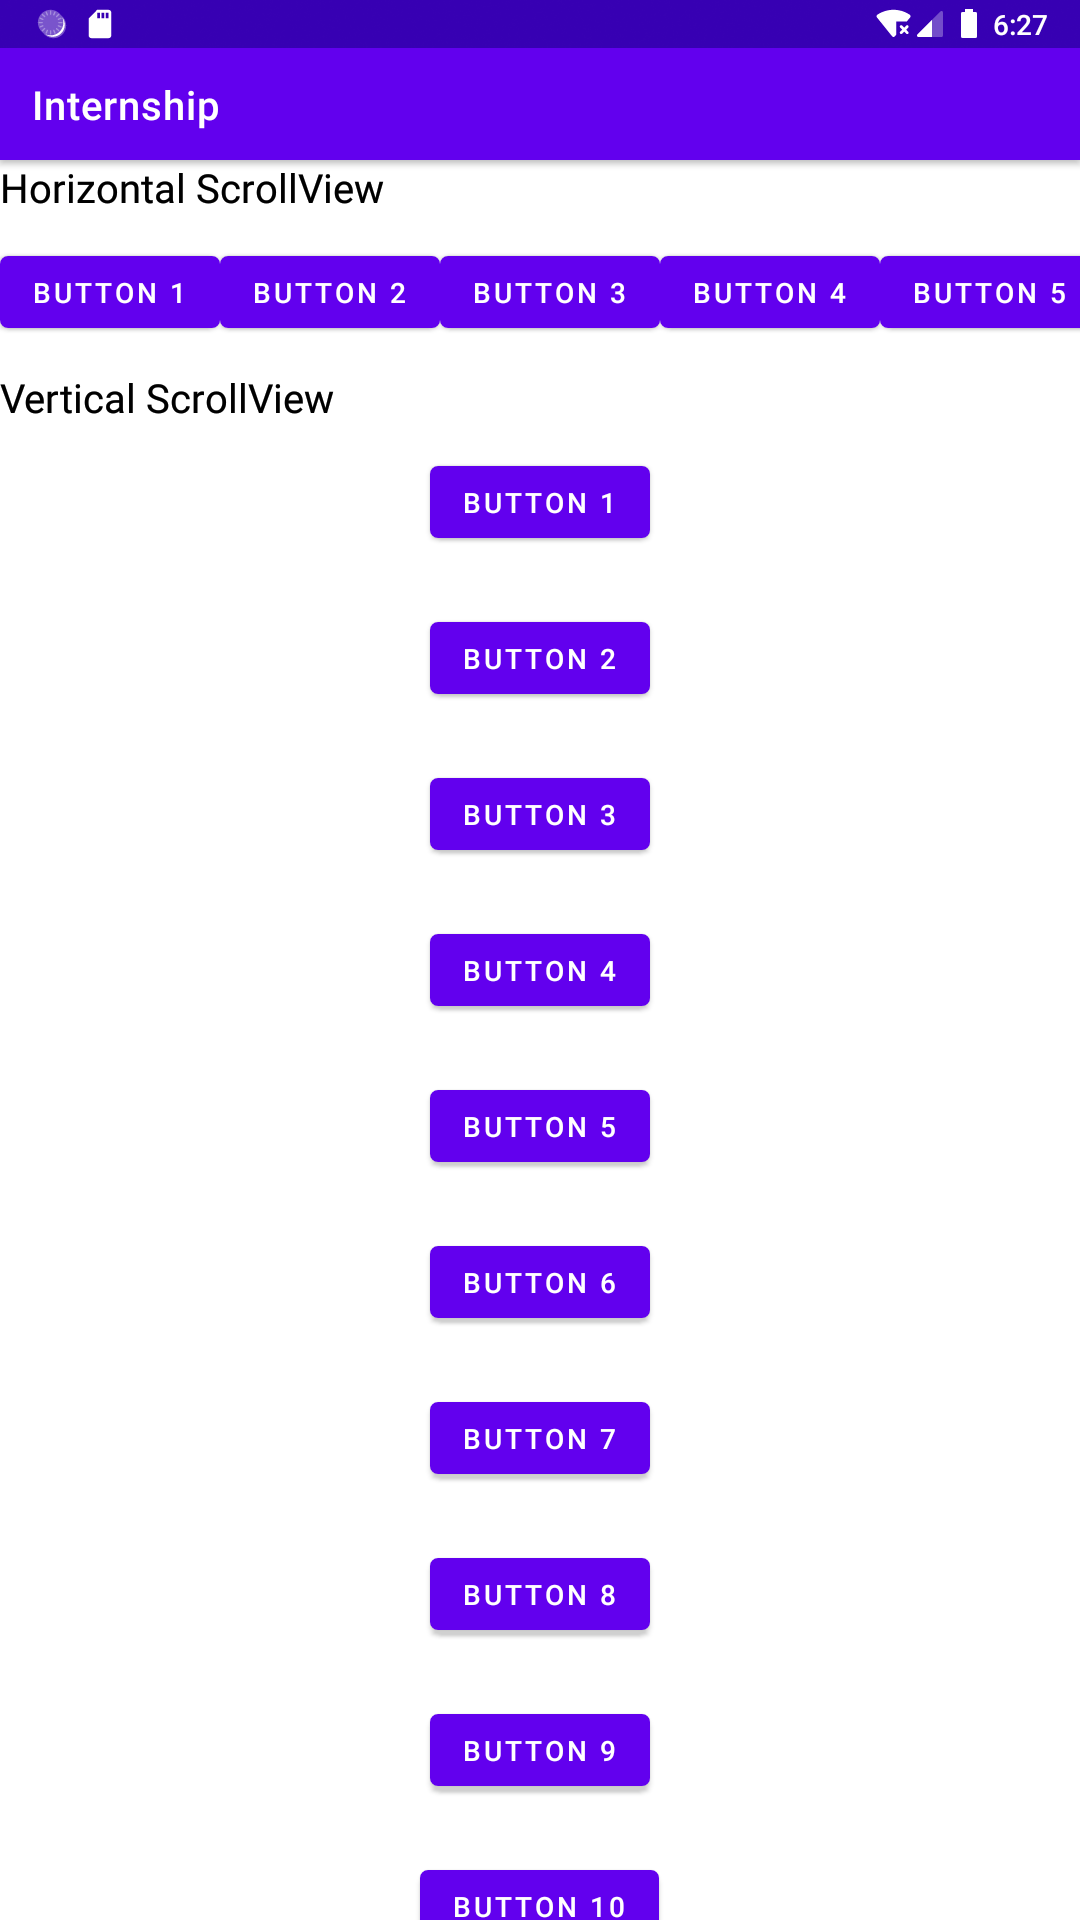 6:27
Internship
Horizontal ScrollView
BUTTON 1 BUTTON 2 BUTTON 3 BUTTON 4 BUTTON 5
Vertical ScrollView
BUTTON 1
BUTTON 2
BUTTON 3
BUTTON 4
BUTTON 5
BUTTON 6
BUTTON 7
BUTTON 8
BUTTON 9
BUTTON 10